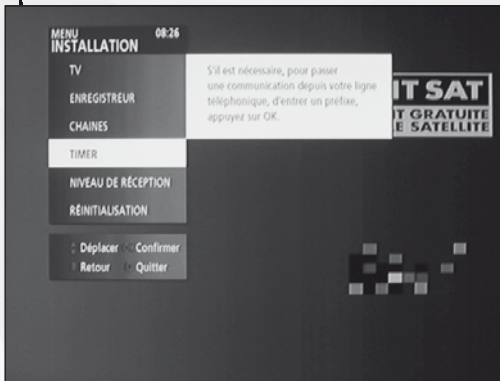 MENU 08:26
INSTALLATION
TV
ENREGISTREUR
CHAINES
TIMER
NIVEAU DE RÉCEPTION
RÉINITIALISATION
Déplacer Confirmer
Retour Quitter
S'il est nécessaire, pour passer
une communication depuis votre ligne
téléphonique, d'entrer un préfixe,
appuyez sur OK.
IT SAT
IT GRATUITE
E SATELLITE